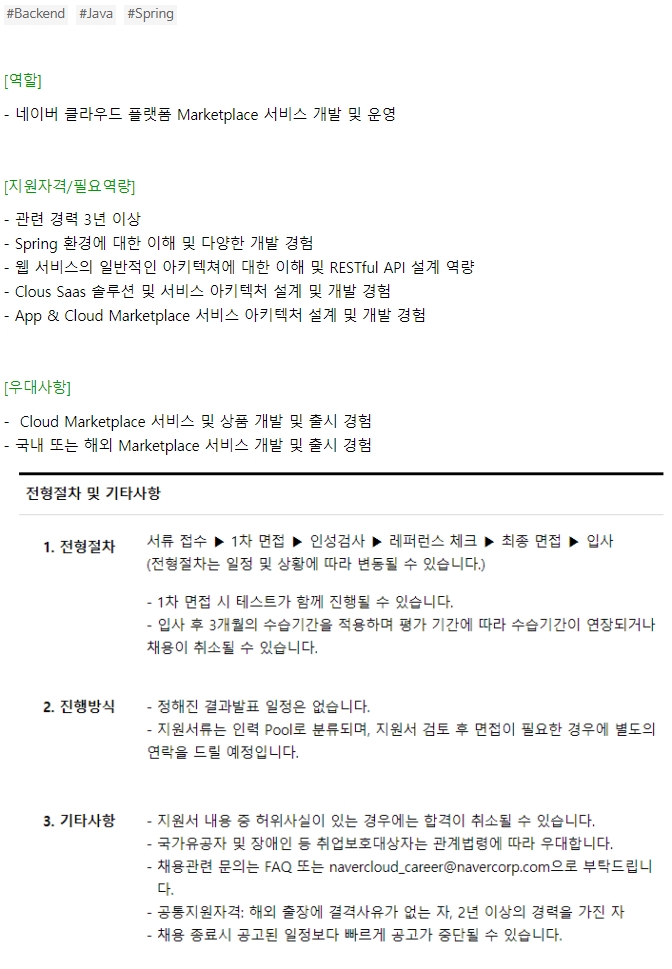 #Backend #Java #Spring
[역할]
- 네이버 클라우드 플랫폼 Marketplace 서비스 개발 및 운영
[지원자격/필요역량]
- 관련 경력 3년 이상
- Spring 환경에 대한 이해 및 다양한 개발 경험
- 웹 서비스의 일반적인 아키텍쳐에 대한 이해 및 RESTful API 설계 역량
- Clous Saas 솔루션 및 서비스 아키텍처 설계 및 개발 경험
- App & Cloud Marketplace 서비스 아키텍처 설계 및 개발 경험
[우대사항]
- Cloud Marketplace 서비스 및 상품 개발 및 출시 경험
- 국내 또는 해외 Marketplace 서비스 개발 및 출시 경험
전형절차 및 기타사항
1. 전형절차 서류 접수 ▶ 1차 면접 ▶ 인성검사 ▶ 레퍼런스 체크 ▶ 최종 면접 ▶ 입사
(전형절차는 일정 및 상황에 따라 변동될 수 있습니다.)
- 1차 면접 시 테스트가 함께 진행될 수 있습니다.
- 입사 후 3개월의 수습기간을 적용하며 평가 기간에 따라 수습기간이 연장되거나
채용이 취소될 수 있습니다.
2. 진행방식 - 정해진 결과발표 일정은 없습니다.
- 지원서류는 인력 Pool로 분류되며, 지원서 검토 후 면접이 필요한 경우에 별도의
연락을 드릴 예정입니다.
3. 기타사항 - 지원서 내용 중 허위사실이 있는 경우에는 합격이 취소될 수 있습니다.
- 국가유공자 및 장애인 등 취업보호대상자는 관계법령에 따라 우대합니다.
- 채용관련 문의는 FAQ 또는 navercloud_career@navercorp.com으로 부탁드립니
다.
- 공통지원자격: 해외 출장에 결격사유가 없는 자, 2년 이상의 경력을 가진 자
- 채용 종료시 공고된 일정보다 빠르게 공고가 중단될 수 있습니다.